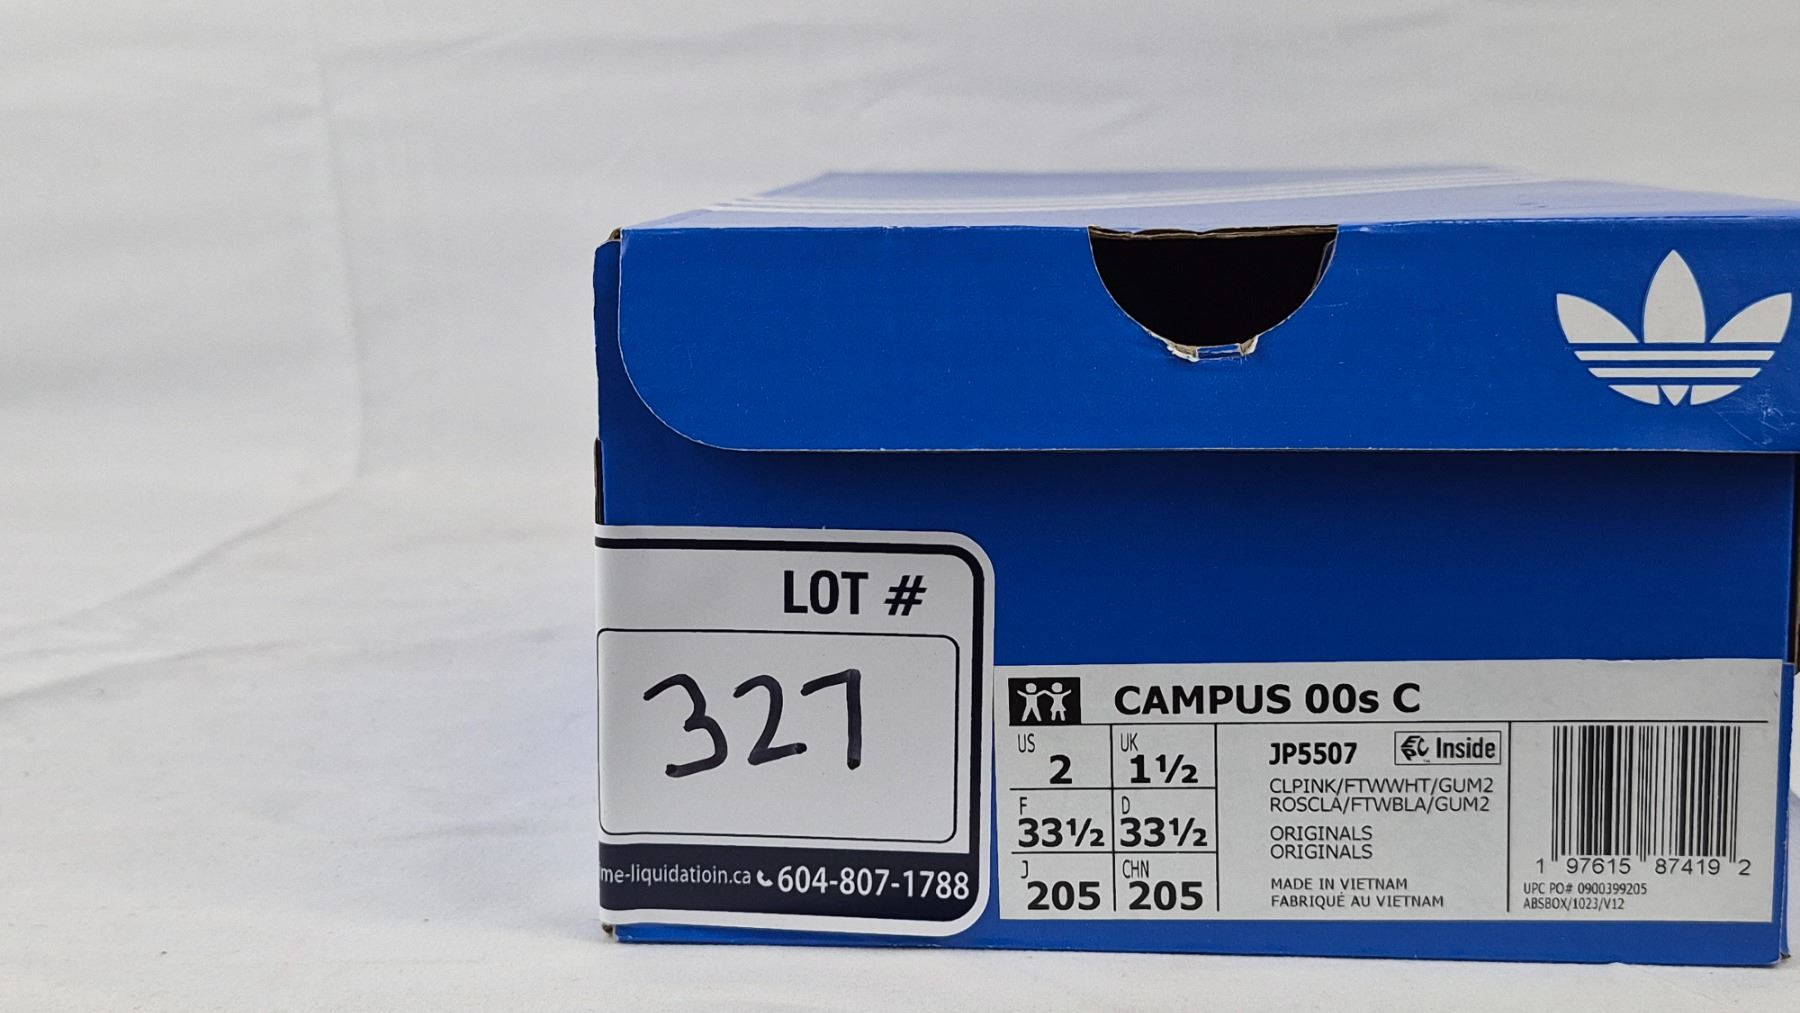 LOT #
327
me-liquidatioin.ca 604-807-1788
CAMPUS 00s C
US 2
UK 1½
F 33½
D 33½
J 205
CHN 205
JP5507
Inside
CLPINK/FTWWHT/GUM2
ROSCLA/FTWBLA/GUM2
ORIGINALS
ORIGINALS
MADE IN VIETNAM
FABRIQUÉ AU VIETNAM
1 97615 87419 2
UPC PO# 0900399205
ABSBOX/1023/V12